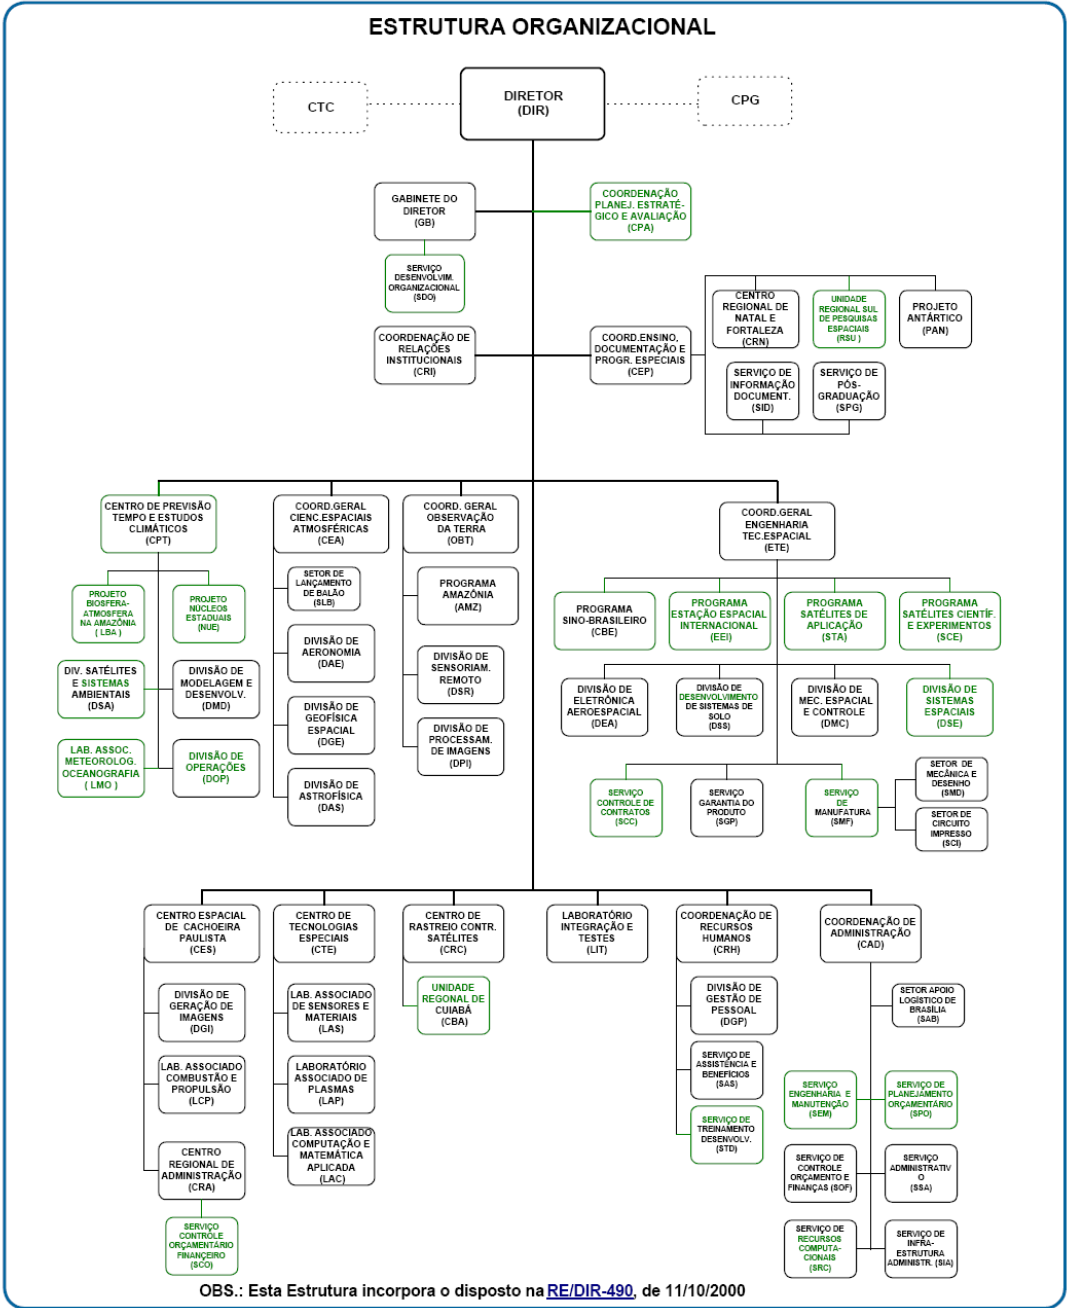 ESTRUTURA ORGANIZACIONAL
CTC
DIRETOR
(DIR)
CPG
GABINETE DO
DIRETOR
(GB)
COORDENAÇÃO
PLANEJ. ESTRATÉ-
GICO E AVALIAÇÃO
(CPA)
SERVIÇO
DESENVOLVIM.
ORGANIZACIONAL
(SDO)
COORDENAÇÃO DE
RELAÇÕES
INSTITUCIONAIS
(CRI)
COORD.ENSINO,
DOCUMENTAÇÃO E
PROGR. ESPECIAIS
(CEP)
CENTRO
REGIONAL DE
NATAL E
FORTALEZA
(CRN)
UNIDADE
REGIONAL SUL
DE PESQUISAS
ESPACIAIS
(RSU )
PROJETO
ANTÁRTICO
(PAN)
SERVIÇO DE
INFORMAÇÃO
DOCUMENT.
(SID)
SERVIÇO DE
PÓS-
GRADUAÇÃO
(SPG)
CENTRO DE PREVISÃO
TEMPO E ESTUDOS
CLIMÁTICOS
(CPT)
COORD.GERAL
CIENC.ESPACIAIS
ATMOSFÉRICAS
(CEA)
COORD. GERAL
OBSERVAÇÃO
DA TERRA
(OBT)
COORD.GERAL
ENGENHARIA
TEC.ESPACIAL
(ETE)
PROJETO
BIOSFERA-
ATMOSFERA
NA AMAZÔNIA
( LBA )
PROJETO
NÚCLEOS
ESTADUAIS
(NUE)
DIV. SATÉLITES
E SISTEMAS
AMBIENTAIS
(DSA)
DIVISÃO DE
MODELAGEM E
DESENVOLV.
(DMD)
LAB. ASSOC.
METEOROLOG.
OCEANOGRAFIA
( LMO )
DIVISÃO DE
OPERAÇÕES
(DOP)
SETOR DE
LANÇAMENTO
DE BALÃO
(SLB)
DIVISÃO DE
AERONOMIA
(DAE)
DIVISÃO DE
GEOFÍSICA
ESPACIAL
(DGE)
DIVISÃO DE
ASTROFÍSICA
(DAS)
PROGRAMA
AMAZÔNIA
(AMZ)
DIVISÃO DE
SENSORIAM.
REMOTO
(DSR)
DIVISÃO DE
PROCESSAM.
DE IMAGENS
(DPI)
PROGRAMA
SINO-BRASILEIRO
(CBE)
PROGRAMA
ESTAÇÃO ESPACIAL
INTERNACIONAL
(EEI)
PROGRAMA
SATÉLITES DE
APLICAÇÃO
(STA)
PROGRAMA
SATÉLITES CIENTÍF.
E EXPERIMENTOS
(SCE)
DIVISÃO DE
ELETRÔNICA
AEROESPACIAL
(DEA)
DIVISÃO DE
DESENVOLVIMENTO
DE SISTEMAS DE
SOLO
(DSS)
DIVISÃO DE
MEC. ESPACIAL
E CONTROLE
(DMC)
DIVISÃO DE
SISTEMAS
ESPACIAIS
(DSE)
SERVIÇO
CONTROLE DE
CONTRATOS
(SCC)
SERVIÇO
GARANTIA DO
PRODUTO
(SGP)
SERVIÇO
DE
MANUFATURA
(SMF)
SETOR DE
MECÂNICA E
DESENHO
(SMD)
SETOR DE
CIRCUITO
IMPRESSO
(SCI)
CENTRO ESPACIAL
DE CACHOEIRA
PAULISTA
(CES)
CENTRO DE
TECNOLOGIAS
ESPECIAIS
(CTE)
CENTRO DE
RASTREIO CONTR.
SATÉLITES
(CRC)
LABORATÓRIO
INTEGRAÇÃO E
TESTES
(LIT)
COORDENAÇÃO DE
RECURSOS
HUMANOS
(CRH)
COORDENAÇÃO DE
ADMINISTRAÇÃO
(CAD)
DIVISÃO DE
GERAÇÃO DE
IMAGENS
(DGI)
LAB. ASSOCIADO
COMBUSTÃO E
PROPULSÃO
(LCP)
CENTRO
REGIONAL DE
ADMINISTRAÇÃO
(CRA)
SERVIÇO
CONTRÔLE
ORÇAMENTÁRIO
FINANCEIRO
(SCO)
LAB. ASSOCIADO
DE SENSORES E
MATERIAIS
(LAS)
LABORATÓRIO
ASSOCIADO DE
PLASMAS
(LAP)
LAB. ASSOCIADO
COMPUTAÇÃO E
MATEMÁTICA
APLICADA
(LAC)
UNIDADE
REGONAL DE
CUIABÁ
(CBA)
DIVISÃO DE
GESTÃO DE
PESSOAL
(DGP)
SERVIÇO DE
ASSISTÊNCIA E
BENEFÍCIOS
(SAS)
SERVIÇO DE
TREINAMENTO
DESENVOLV.
(STD)
SETOR APOIO
LOGÍSTICO DE
BRASÍLIA
(SAB)
SERVIÇO
ENGENHARIA E
MANUTENÇÃO
(SEM)
SERVIÇO DE
PLANEJAMENTO
ORÇAMENTÁRIO
(SPO)
SERVIÇO DE
CONTROLE
ORÇAMENTO E
FINANÇAS (SOF)
SERVIÇO
ADMINISTRATIV
O
(SSA)
SERVIÇO DE
RECURSOS
COMPUTA-
CIONAIS
(SRC)
SERVIÇO DE
INFRA-
ESTRUTURA
ADMINISTR. (SIA)
OBS.: Esta Estrutura incorpora o disposto na RE/DIR-490, de 11/10/2000